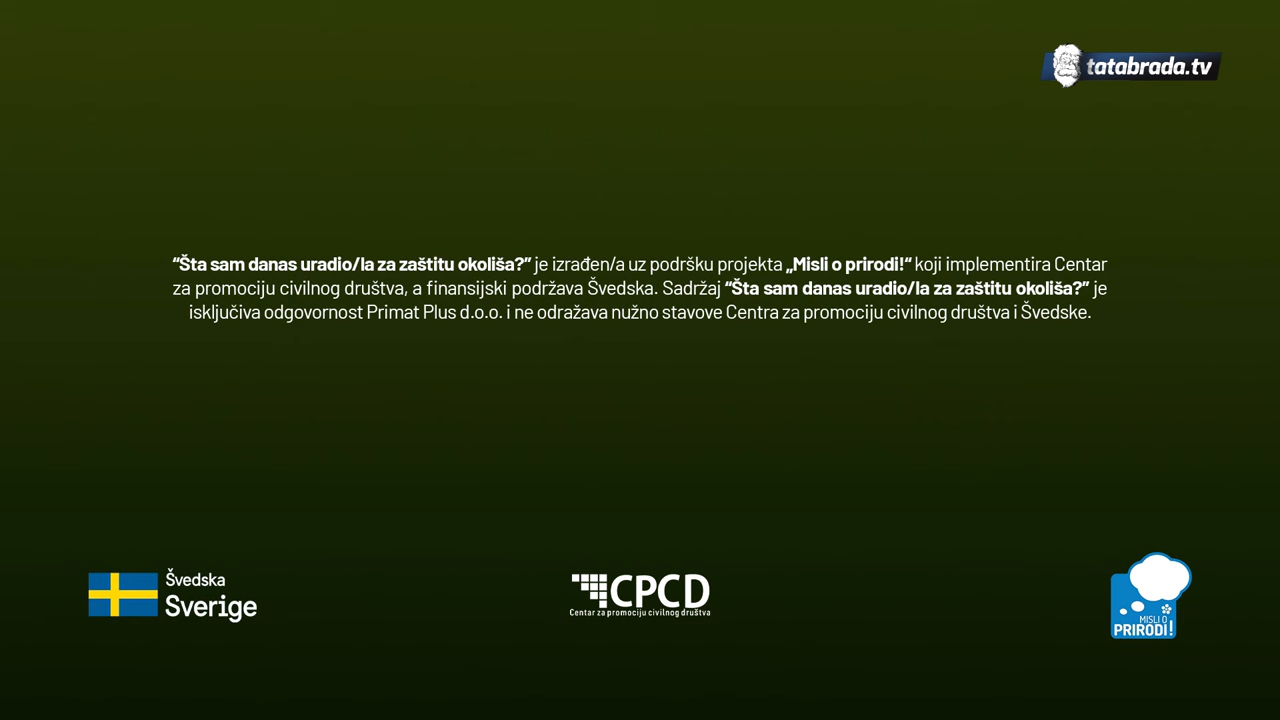 tatabrada.tv
“Šta sam danas uradio/la za zaštitu okoliša?” je izrađen/a uz podršku projekta „Misli o prirodi!“ koji implementira Centar
za promociju civilnog društva, a finansijski podržava Švedska. Sadržaj “Šta sam danas uradio/la za zaštitu okoliša?” je
isključiva odgovornost Primat Plus d.o.o. i ne odražava nužno stavove Centra za promociju civilnog društva i Švedske.
Švedska
Sverige
CPCD
Centar za promociju civilnog društva
MISLI O
PRIRODI!